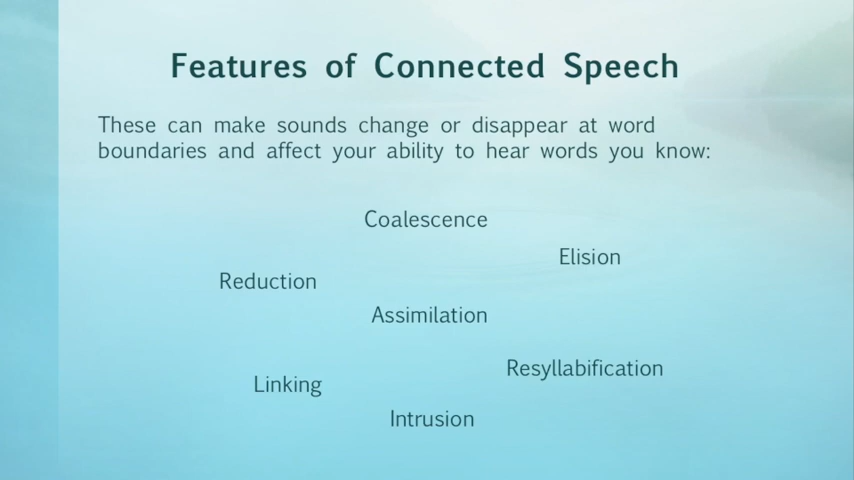 Features of Connected Speech
These can make sounds change or disappear at word
boundaries and affect your ability to hear words you know:
Coalescence
Elision
Reduction
Assimilation
Resyllabification
Linking
Intrusion